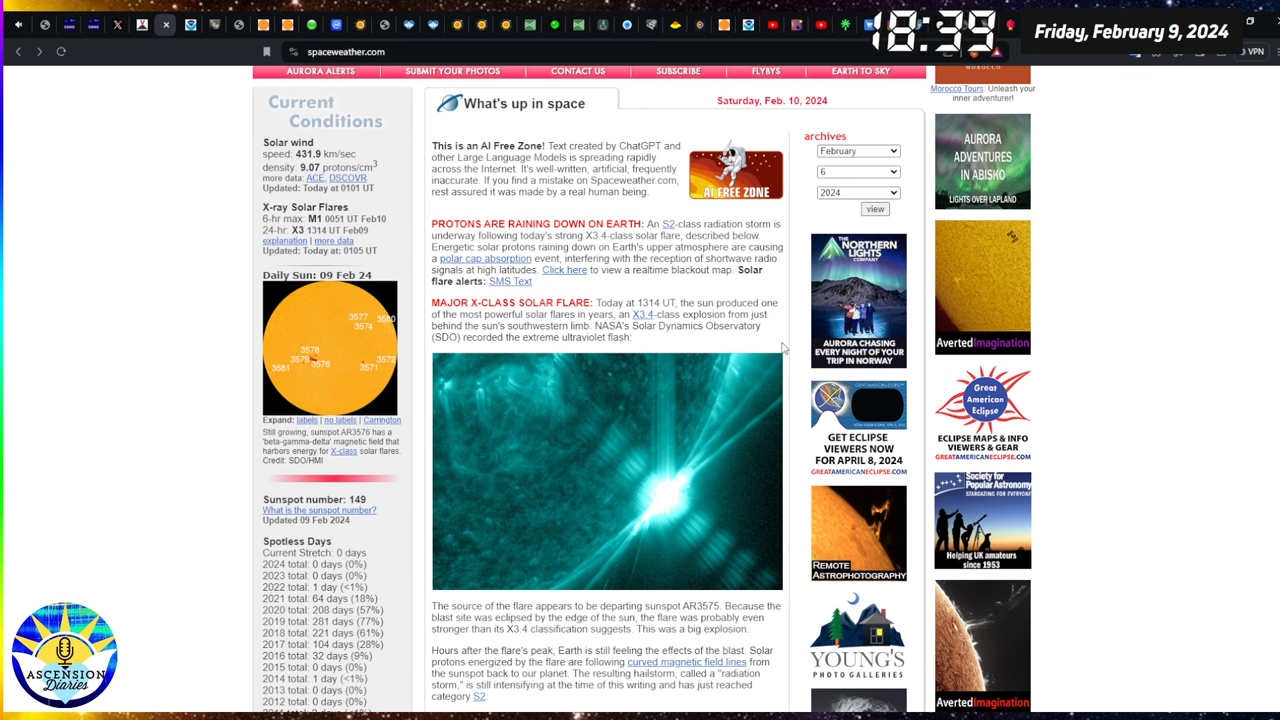 18:39
Friday, February 9, 2024
spaceweather.com
VPN
AURORA ALERTS
SUBMIT YOUR PHOTOS
CONTACT US
SUBSCRIBE
FLYBYS
EARTH TO SKY
Current
Conditions
Solar wind
speed: 431.9 km/sec
density: 9.07 protons/cm3
more data: ACE, DSCOVR
Updated: Today at 0101 UT
X-ray Solar Flares
6-hr max: M1 0051 UT Feb10
24-hr: X3 1314 UT Feb09
explanation | more data
Updated: Today at: 0105 UT
Daily Sun: 09 Feb 24
3577
3580
3574
3578
3579
3576
3572
3571
3581
Expand: labels | no labels | Carrington
Still growing, sunspot AR3576 has a
'beta-gamma-delta' magnetic field that
harbors energy for X-class solar flares.
Credit: SDO/HMI
Sunspot number: 149
What is the sunspot number?
Updated 09 Feb 2024
Spotless Days
Current Stretch: 0 days
2024 total: 0 days (0%)
2023 total: 0 days (0%)
2022 total: 1 day (<1%)
2021 total: 64 days (18%)
2020 total: 208 days (57%)
2019 total: 281 days (77%)
2018 total: 221 days (61%)
2017 total: 104 days (28%)
2016 total: 32 days (9%)
2015 total: 0 days (0%)
2014 total: 1 day (<1%)
2013 total: 0 days (0%)
2012 total: 0 days (0%)
ASCENSION
Diaries
What's up in space
Saturday, Feb. 10, 2024
This is an AI Free Zone! Text created by ChatGPT and
other Large Language Models is spreading rapidly
across the Internet. It's well-written, artificial, frequently
inaccurate. If you find a mistake on Spaceweather.com,
rest assured it was made by a real human being.
AI FREE ZONE
PROTONS ARE RAINING DOWN ON EARTH: An S2-class radiation storm is
underway following today's strong X3.4-class solar flare, described below.
Energetic solar protons raining down on Earth's upper atmosphere are causing
a polar cap absorption event, interfering with the reception of shortwave radio
signals at high latitudes. Click here to view a realtime blackout map. Solar
flare alerts: SMS Text
MAJOR X-CLASS SOLAR FLARE: Today at 1314 UT, the sun produced one
of the most powerful solar flares in years, an X3.4-class explosion from just
behind the sun's southwestern limb. NASA's Solar Dynamics Observatory
(SDO) recorded the extreme ultraviolet flash:
The source of the flare appears to be departing sunspot AR3575. Because the
blast site was eclipsed by the edge of the sun, the flare was probably even
stronger than its X3.4 classification suggests. This was a big explosion.
Hours after the flare's peak, Earth is still feeling the effects of the blast. Solar
protons energized by the flare are following curved magnetic field lines from
the sunspot back to our planet. The resulting hailstorm, called a "radiation
storm," is still intensifying at the time of this writing and has just reached
category S2:
archives
February
6
2024
view
THE
NORTHERN
LIGHTS
COMPANY
AURORA CHASING
EVERY NIGHT OF YOUR
TRIP IN NORWAY
GET ECLIPSE
VIEWERS NOW
FOR APRIL 8, 2024
GREATAMERICANECLIPSE.COM
REMOTE
ASTROPHOTOGRAPHY
YOUNG'S
PHOTO GALLERIES
MOROCCO
Morocco Tours: Unleash your
inner adventurer!
AURORA
ADVENTURES
IN ABISKO
LIGHTS OVER LAPLAND
AvertedImagination
Great
American
Eclipse
ECLIPSE MAPS & INFO
VIEWERS & GEAR
GREATAMERICANECLIPSE.COM
Society for
Popular Astronomy
STARGAZING FOR EVERYONE
Helping UK amateurs
since 1953
AvertedImagination